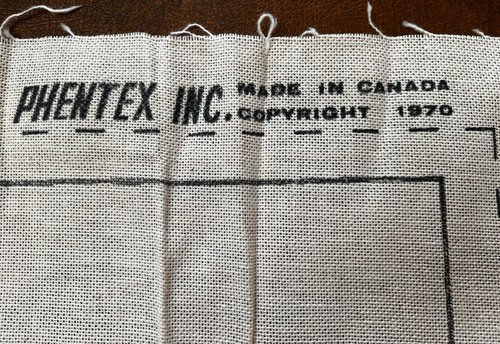 PHENTEX INC. MADE IN CANADA
COPYRIGHT 1970